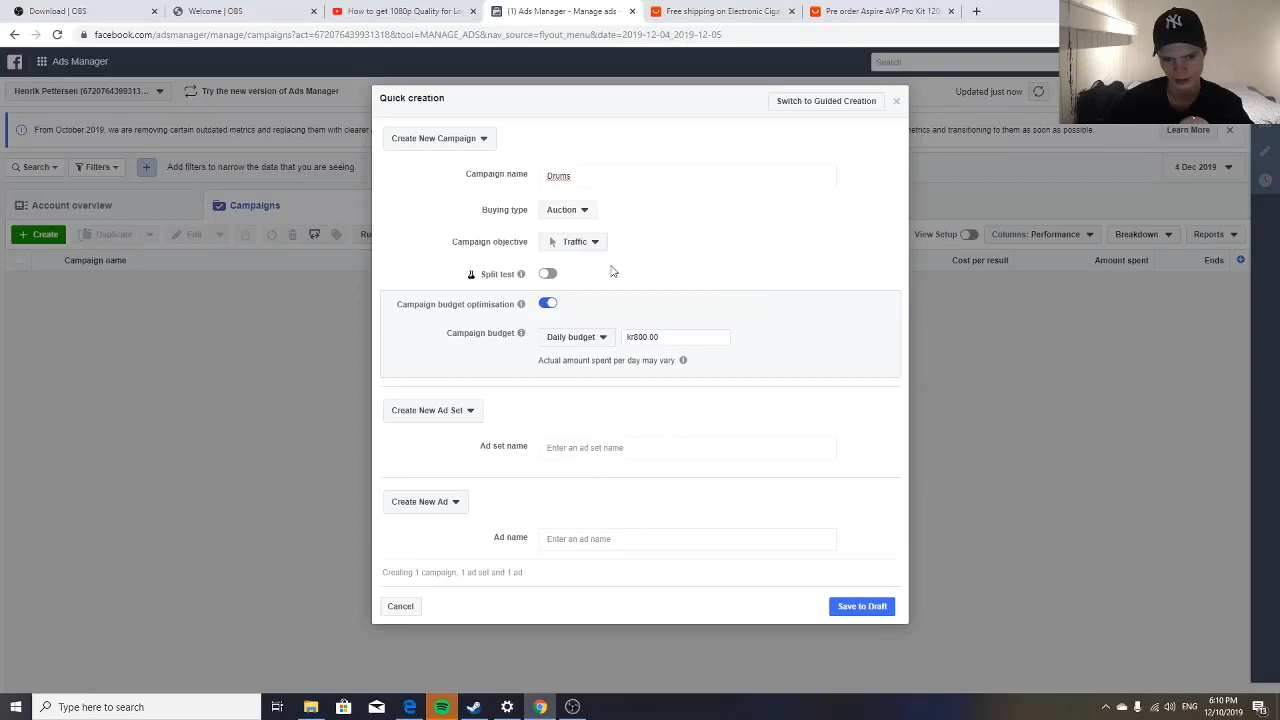 Download | OBS
Welcome | OBS
How to get 1080p Quality for Lo
(1) Ads Manager - Manage ads -
Free shipping on Electronic Ciga
Pre order Aspire AVP Pro Kit 120
facebook.com/adsmanager/manage/campaigns?act=672076439931318&tool=MANAGE_ADS&nav_source=flyout_menu&date=2019-12-04_2019-12-05
Ads Manager
Search
Henrik Pettersen (6720764399313...
Try the new version of Ads Manager
Updated just now
Quick creation
Switch to Guided Creation
From October 2019, we are removing certain outdated metrics and replacing them with clearer
metrics and transitioning to them as soon as possible.
Learn More
Create New Campaign
Search
Filters
Add filters to narrow the data that you are seeing.
4 Dec 2019
Campaign name
Drums
Account overview
Campaigns
Buying type
Auction
Create
Duplicate
Edit
Ru
View Setup
Columns: Performance
Breakdown
Reports
Campaign objective
Traffic
Campaign name
Cost per result
Amount spent
Ends
Split test
Campaign budget optimisation
Campaign budget
Daily budget
kr800.00
Actual amount spent per day may vary.
Create New Ad Set
Ad set name
Enter an ad set name
Create New Ad
Ad name
Enter an ad name
Creating 1 campaign, 1 ad set and 1 ad
Cancel
Save to Draft
Type here to search
6:10 PM
12/10/2019